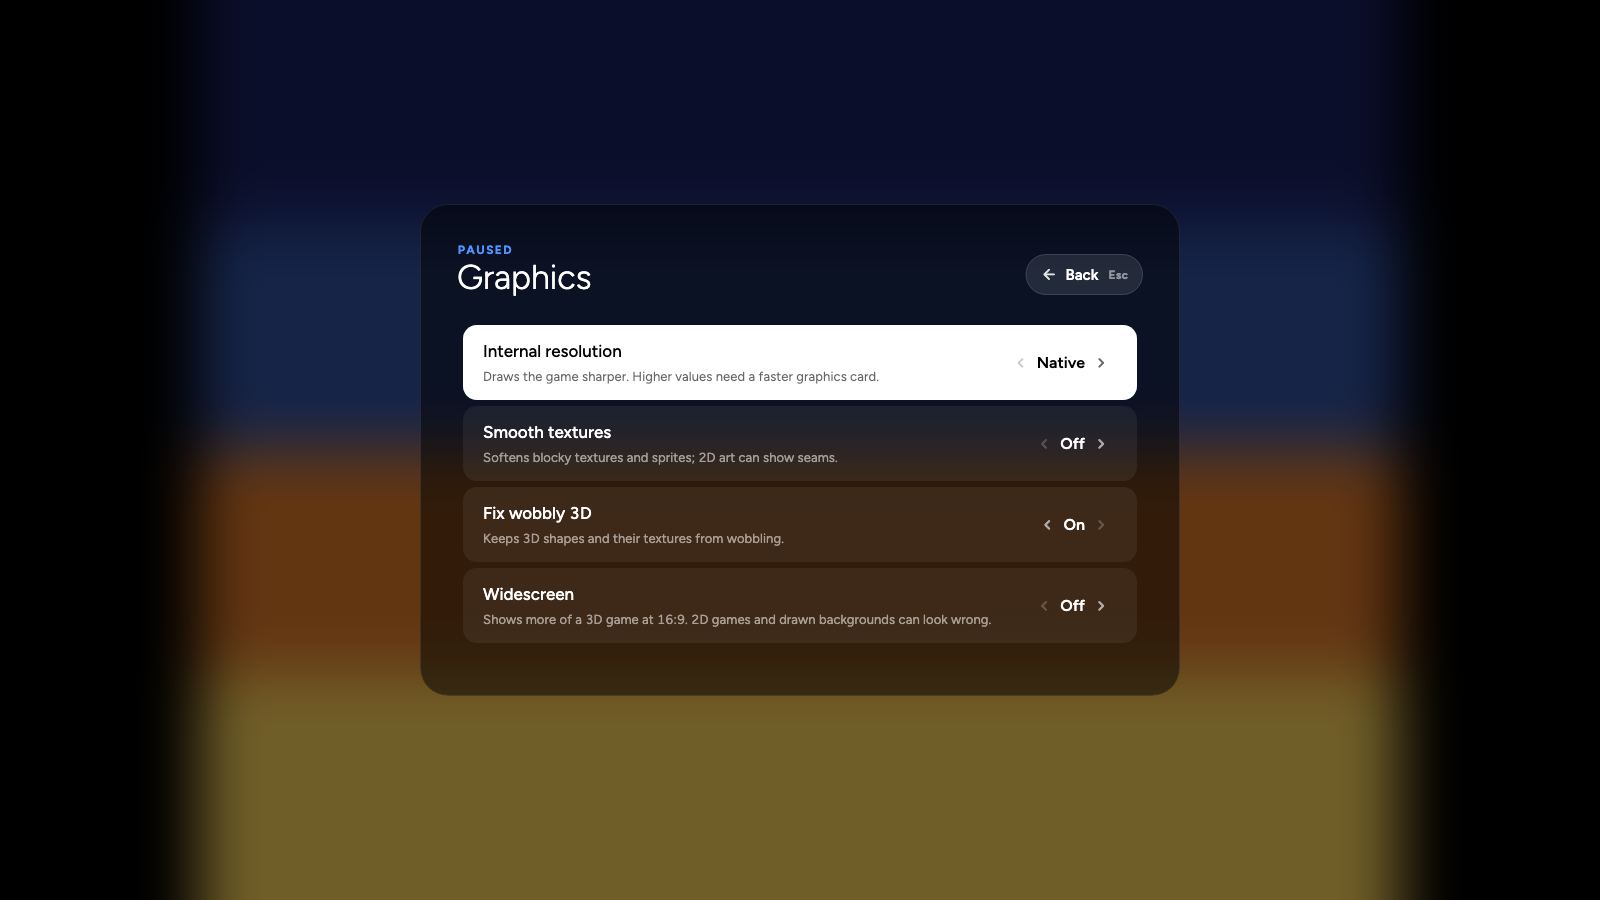 PAUSED
Graphics
Back Esc
Internal resolution
Draws the game sharper. Higher values need a faster graphics card.
Native
Smooth textures
Softens blocky textures and sprites; 2D art can show seams.
Off
Fix wobbly 3D
Keeps 3D shapes and their textures from wobbling.
On
Widescreen
Shows more of a 3D game at 16:9. 2D games and drawn backgrounds can look wrong.
Off